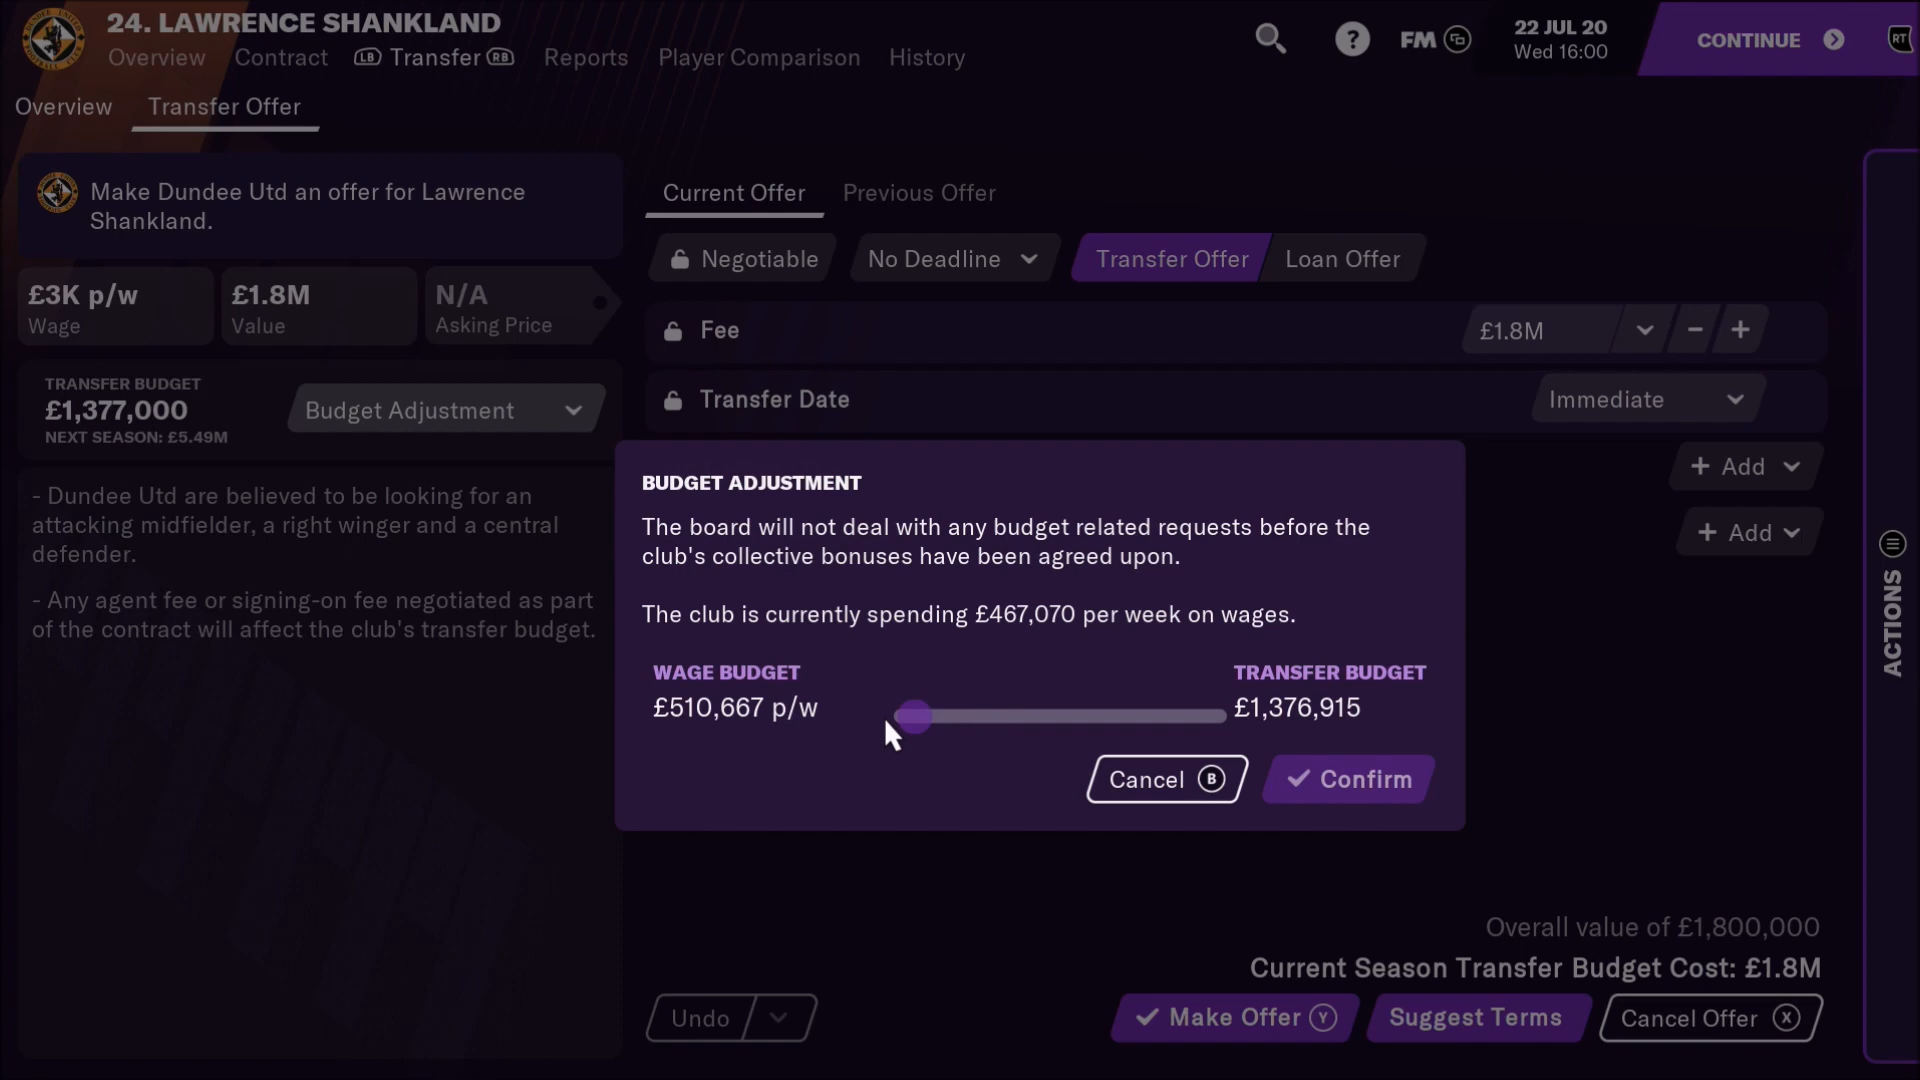 24. LAWRENCE SHANKLAND
Overview Contract LB Transfer RB Reports Player Comparison History
? FM
22 JUL 20
Wed 16:00
CONTINUE RT
Overview Transfer Offer
Make Dundee Utd an offer for Lawrence
Shankland.
£3K p/w
Wage
£1.8M
Value
N/A
Asking Price
TRANSFER BUDGET
£1,377,000
NEXT SEASON: £5.49M
Budget Adjustment
- Dundee Utd are believed to be looking for an
attacking midfielder, a right winger and a central
defender.
- Any agent fee or signing-on fee negotiated as part
of the contract will affect the club's transfer budget.
Current Offer Previous Offer
Negotiable No Deadline Transfer Offer Loan Offer
Fee £1.8M - +
Transfer Date Immediate
+ Add
+ Add
BUDGET ADJUSTMENT
The board will not deal with any budget related requests before the
club's collective bonuses have been agreed upon.
The club is currently spending £467,070 per week on wages.
WAGE BUDGET
£510,667 p/w
TRANSFER BUDGET
£1,376,915
Cancel B Confirm
Overall value of £1,800,000
Current Season Transfer Budget Cost: £1.8M
Undo Make Offer Y Suggest Terms Cancel Offer X
ACTIONS